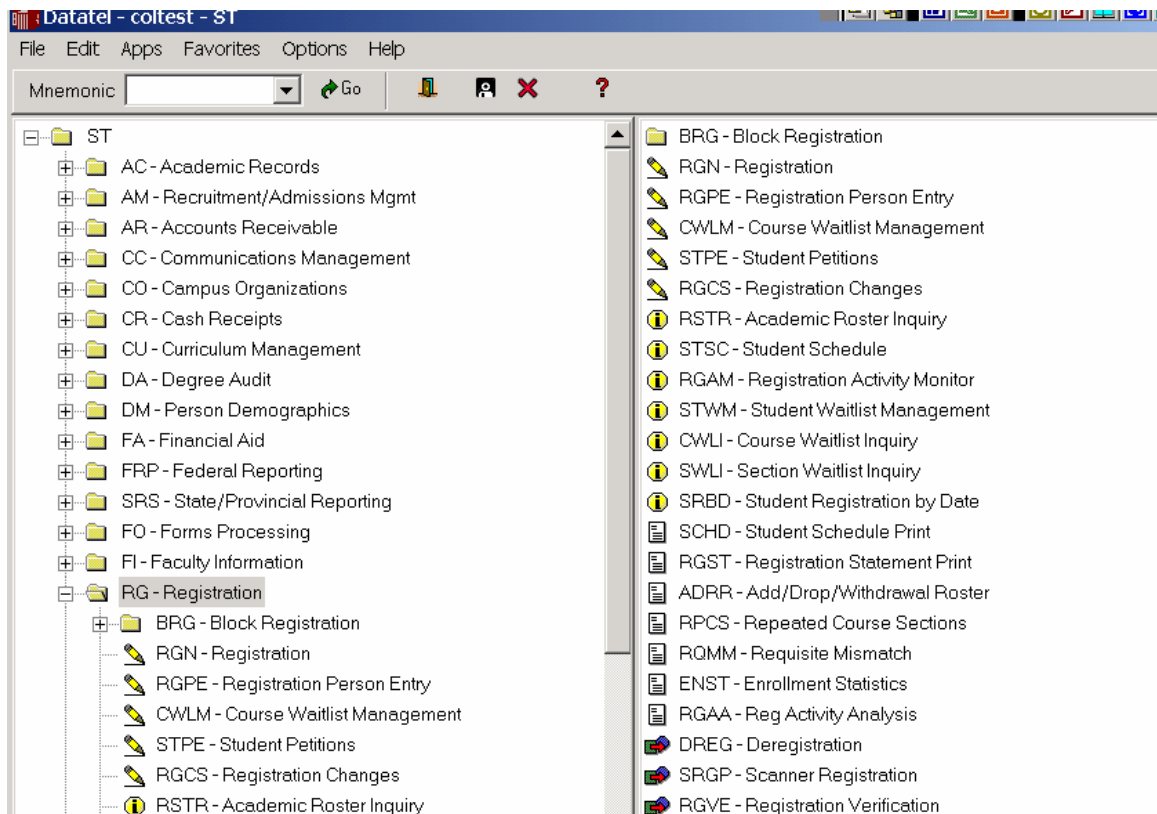 Datatel - coltest - ST
File Edit Apps Favorites Options Help
Mnemonic Go ?
ST
AC - Academic Records
AM - Recruitment/Admissions Mgmt
AR - Accounts Receivable
CC - Communications Management
CO - Campus Organizations
CR - Cash Receipts
CU - Curriculum Management
DA - Degree Audit
DM - Person Demographics
FA - Financial Aid
FRP - Federal Reporting
SRS - State/Provincial Reporting
FO - Forms Processing
FI - Faculty Information
RG - Registration
BRG - Block Registration
RGN - Registration
RGPE - Registration Person Entry
CWLM - Course Waitlist Management
STPE - Student Petitions
RGCS - Registration Changes
RSTR - Academic Roster Inquiry
BRG - Block Registration
RGN - Registration
RGPE - Registration Person Entry
CWLM - Course Waitlist Management
STPE - Student Petitions
RGCS - Registration Changes
RSTR - Academic Roster Inquiry
STSC - Student Schedule
RGAM - Registration Activity Monitor
STWM - Student Waitlist Management
CWLI - Course Waitlist Inquiry
SWLI - Section Waitlist Inquiry
SRBD - Student Registration by Date
SCHD - Student Schedule Print
RGST - Registration Statement Print
ADRR - Add/Drop/Withdrawal Roster
RPCS - Repeated Course Sections
RQMM - Requisite Mismatch
ENST - Enrollment Statistics
RGAA - Reg Activity Analysis
DREG - Deregistration
SRGP - Scanner Registration
RGVE - Registration Verification